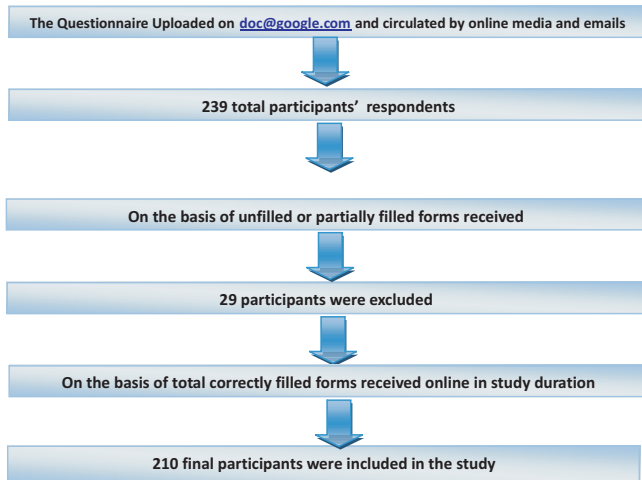 The Questionnaire Uploaded on doc@google.com and circulated by online media and emails
239 total participants' respondents
On the basis of unfilled or partially filled forms received
29 participants were excluded
On the basis of total correctly filled forms received online in study duration
210 final participants were included in the study